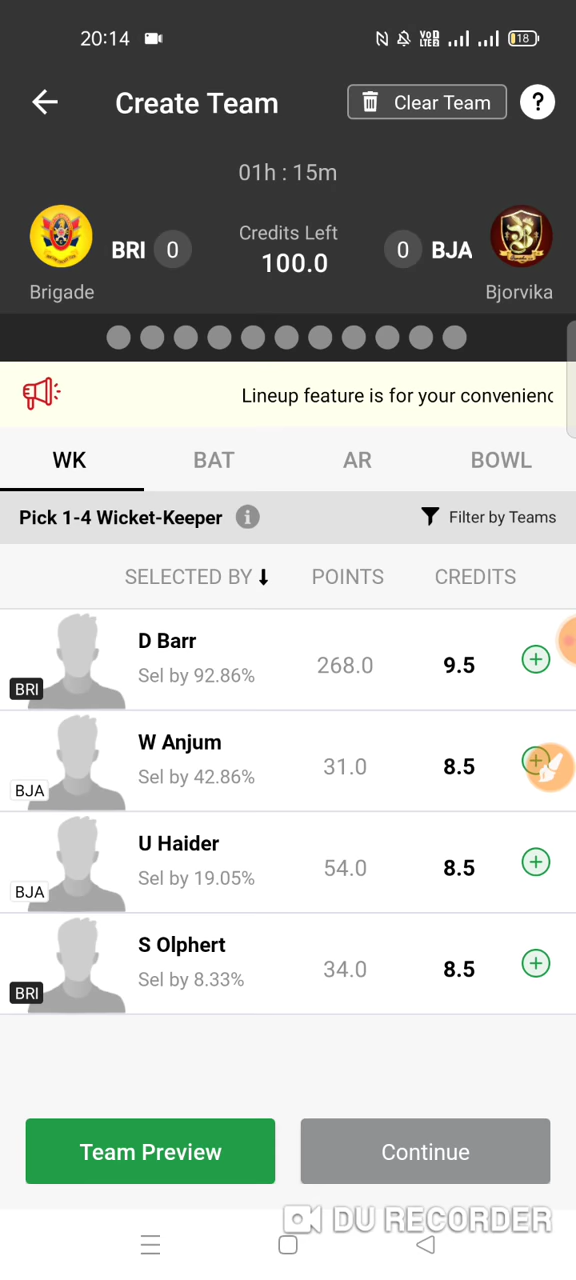 20:14
VoD LTE
18
Create Team
Clear Team
?
01h : 15m
BRI 0
Credits Left
100.0
0 BJA
Brigade
Bjorvika
Lineup feature is for your convenienc
WK BAT AR BOWL
Pick 1-4 Wicket-Keeper i
Filter by Teams
SELECTED BY POINTS CREDITS
D Barr
Sel by 92.86%
268.0
9.5
BRI
W Anjum
Sel by 42.86%
31.0
8.5
BJA
U Haider
Sel by 19.05%
54.0
8.5
BJA
S Olphert
Sel by 8.33%
34.0
8.5
BRI
Team Preview
Continue
DU RECORDER